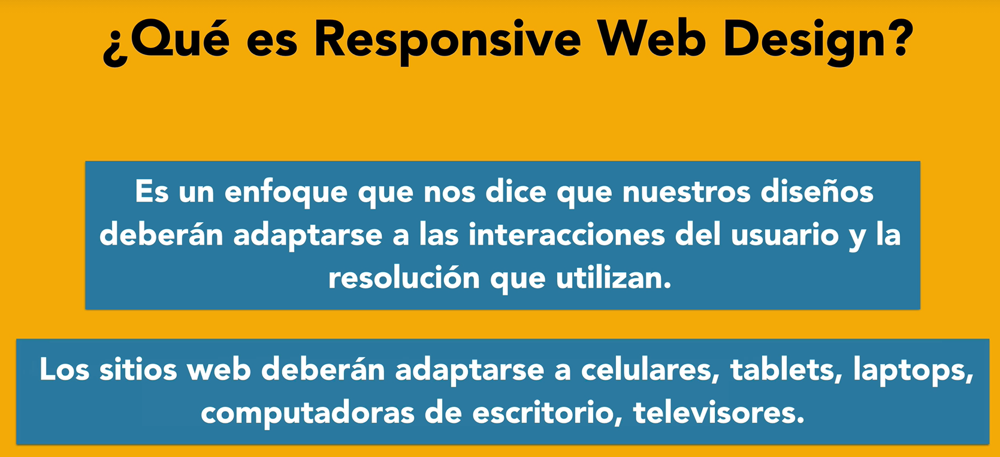 ¿Qué es Responsive Web Design?
Es un enfoque que nos dice que nuestros diseños
deberán adaptarse a las interacciones del usuario y la
resolución que utilizan.
Los sitios web deberán adaptarse a celulares, tablets, laptops,
computadoras de escritorio, televisores.